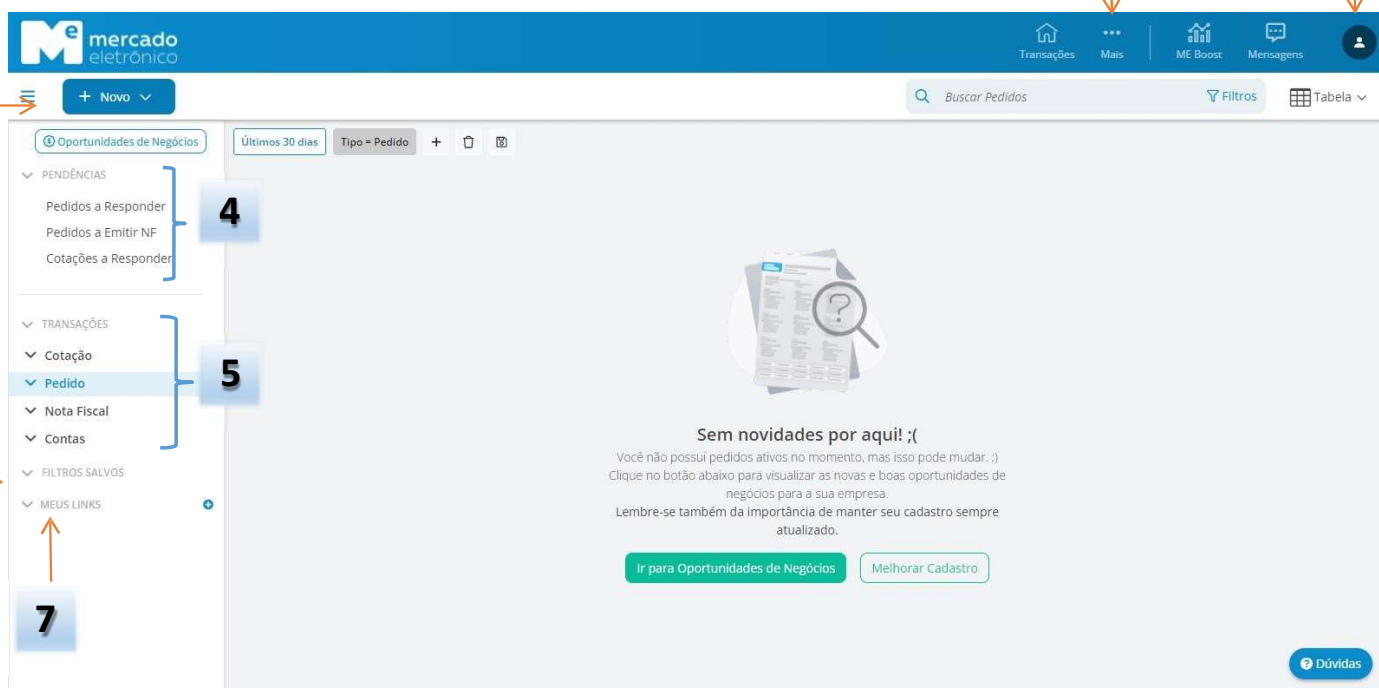 Me mercado
eletrônico
Transações
Mais
ME Boost
Mensagens
+ Novo
Buscar Pedidos
Filtros
Tabela
Oportunidades de Negócios
Últimos 30 dias
Tipo = Pedido
PENDÊNCIAS
Pedidos a Responder
Pedidos a Emitir NF
Cotações a Responder
4
TRANSAÇÕES
Cotação
Pedido
Nota Fiscal
Contas
5
FILTROS SALVOS
MEUS LINKS
7
?
Sem novidades por aqui! ;(
Você não possui pedidos ativos no momento, mas isso pode mudar. :)
Clique no botão abaixo para visualizar as novas e boas oportunidades de
negócios para a sua empresa.
Lembre-se também da importância de manter seu cadastro sempre
atualizado.
Ir para Oportunidades de Negócios
Melhorar Cadastro
? Dúvidas